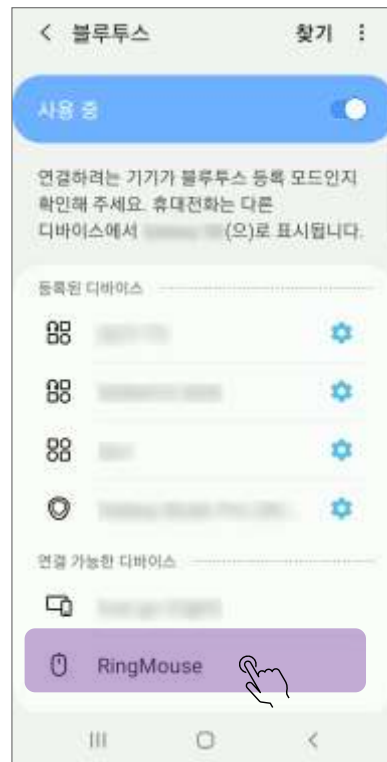 블루투스 찾기
사용 중
연결하려는 기기가 블루투스 등록 모드인지
확인해 주세요. 휴대전화는 다른
디바이스에서 (으)로 표시됩니다.
등록된 디바이스
연결 가능한 디바이스
RingMouse